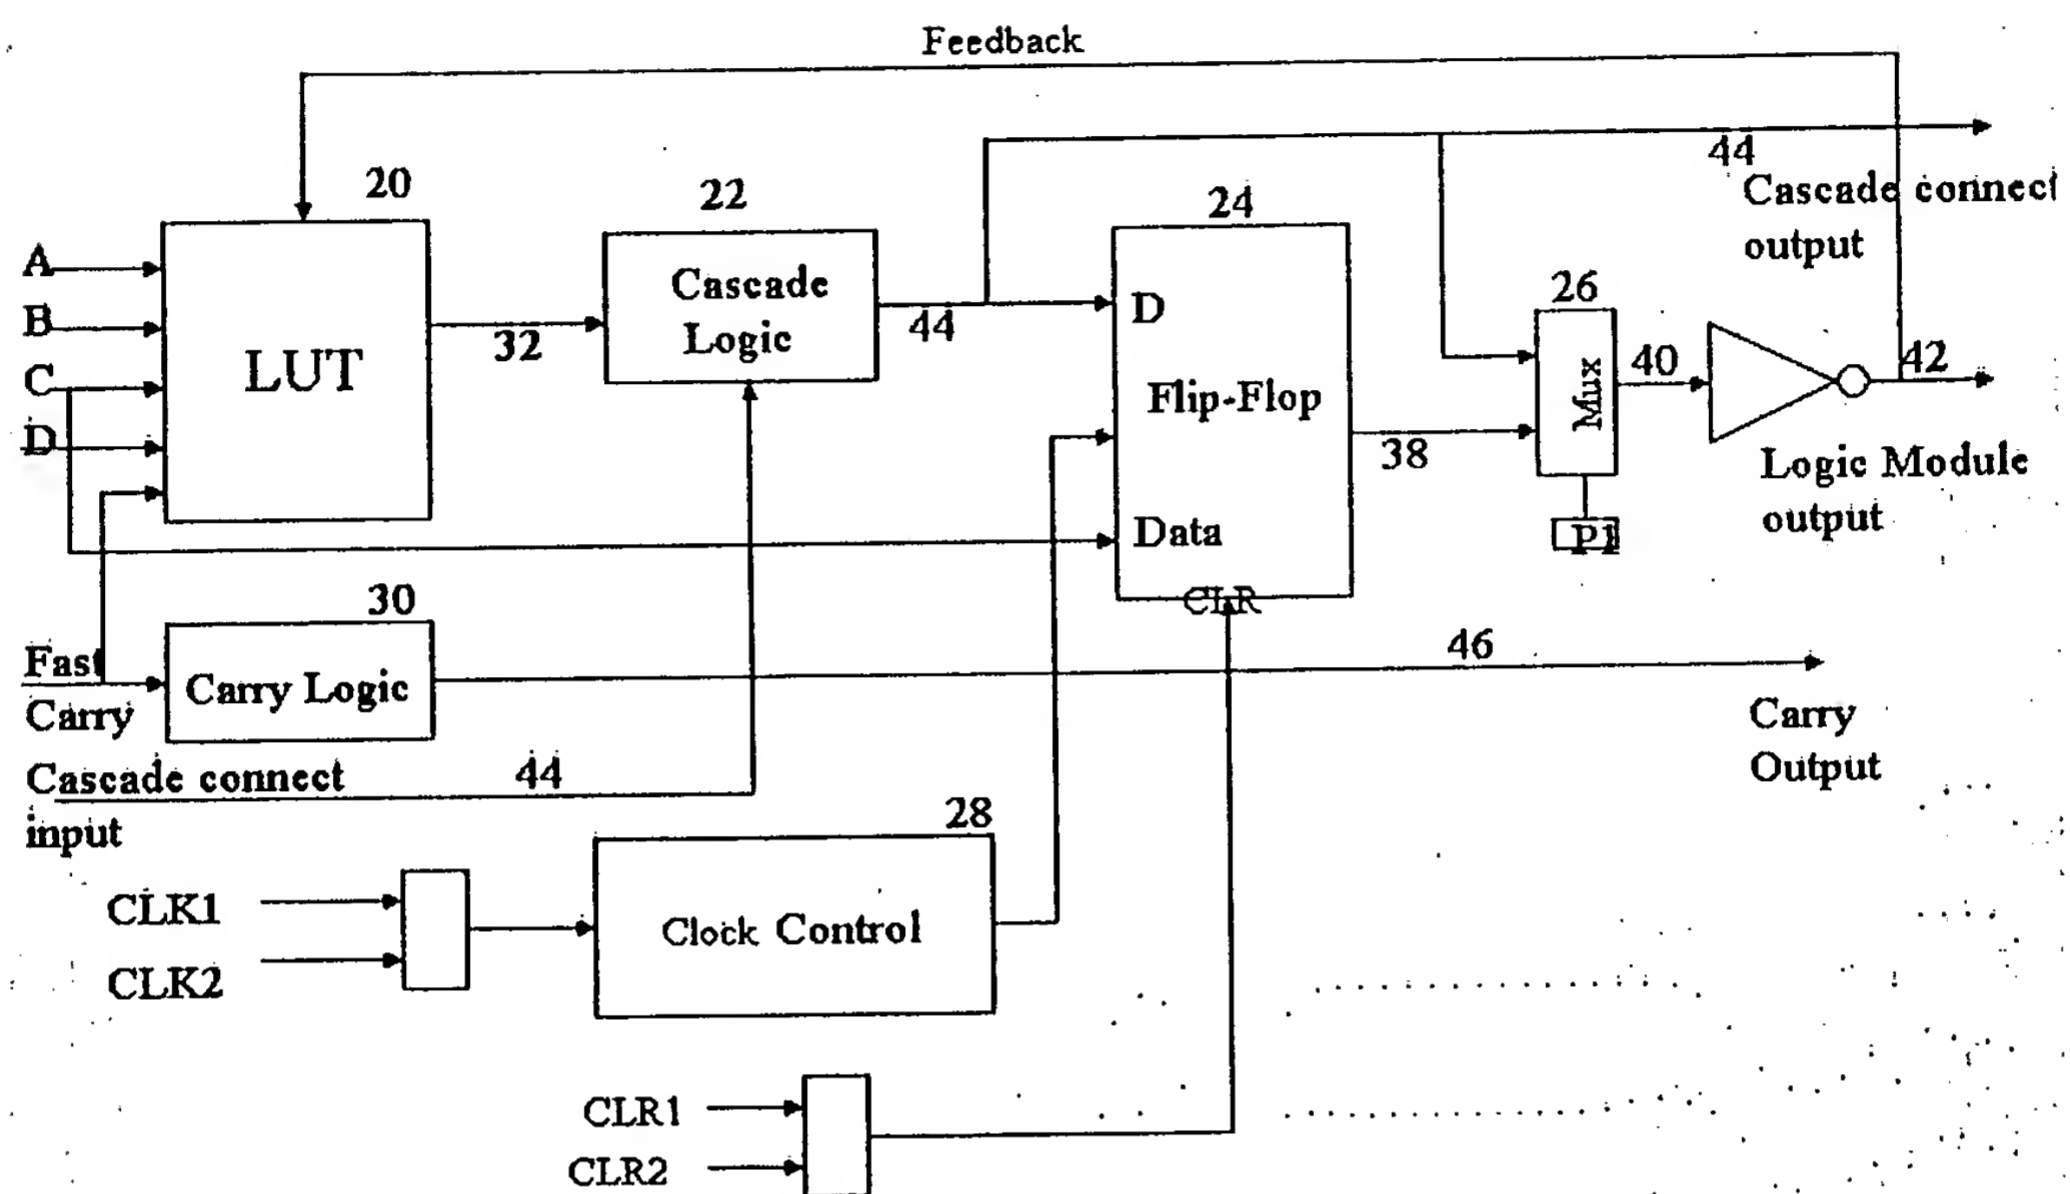 Feedback
44
Cascade connect
output
20
22
24
26
A
B
C
D
LUT
32
Cascade
Logic
44
D
Flip-Flop
Data
CLR
38
Mux
40
42
P1
Logic Module
output
30
Fast
Carry
Carry Logic
46
Carry
Output
Cascade connect
input
44
28
CLK1
CLK2
Clock Control
CLR1
CLR2